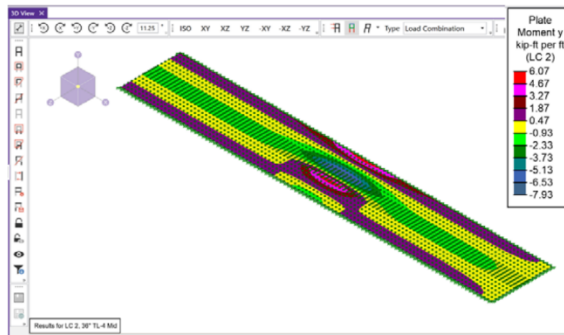 3D View X
11.25 ° ISO XY XZ YZ -XY -XZ -YZ Type Load Combination
Plate
Moment y
kip-ft per ft
(LC 2)
6.07
4.67
3.27
1.87
0.47
-0.93
-2.33
-3.73
-5.13
-6.53
-7.93
Results for LC 2, 36" TL-4 Mid